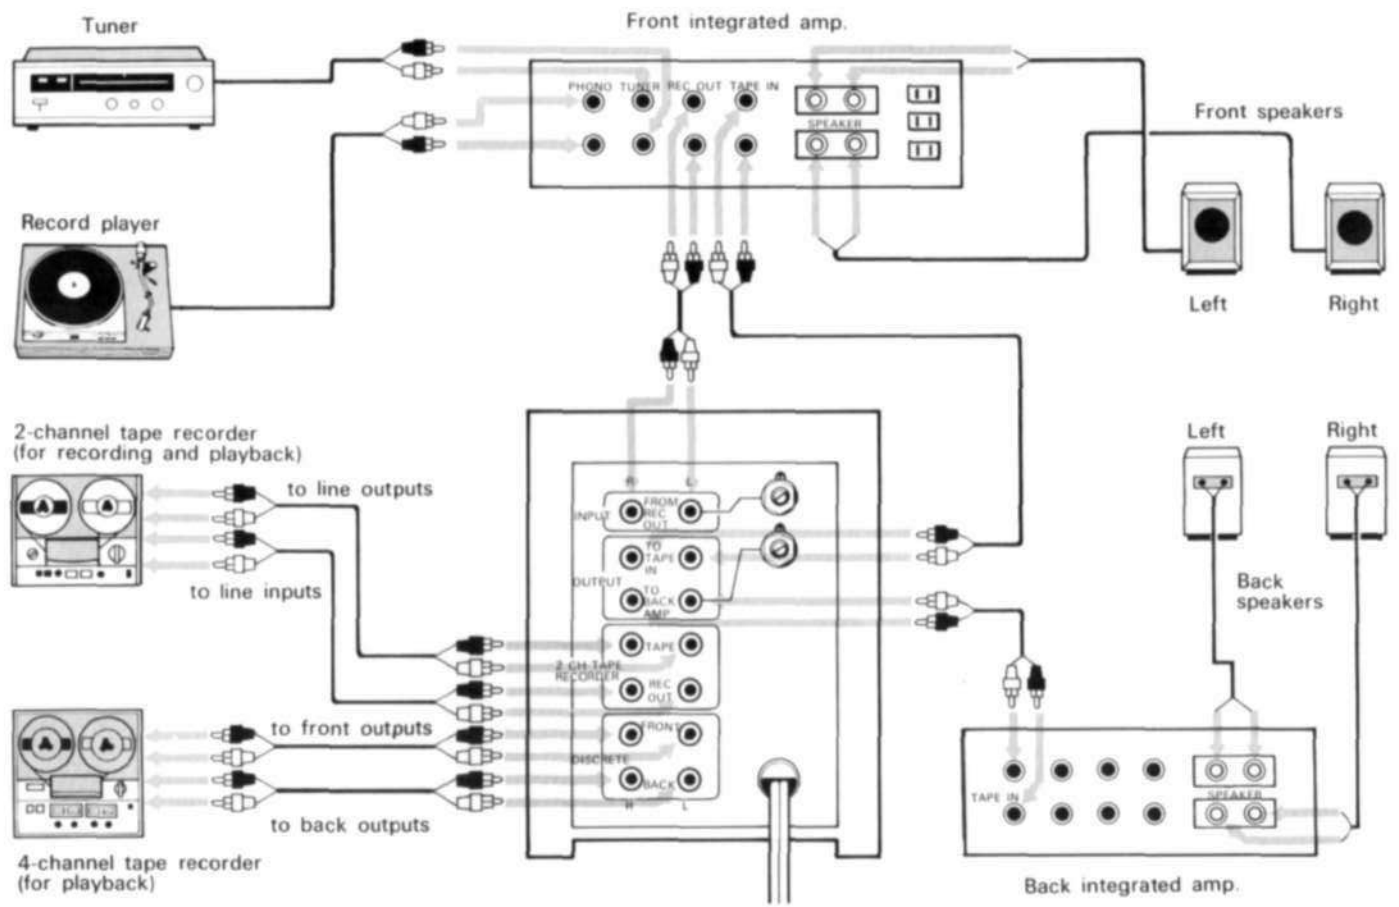 Tuner
Front integrated amp.
PHONO TUNER REC OUT TAPE IN
SPEAKER
Front speakers
Record player
Left
Right
2-channel tape recorder
(for recording and playback)
to line outputs
to line inputs
R
L
INPUT
FROM
REC
OUT
TO
TAPE
IN
OUTPUT
TO
BACK
AMP
TAPE
2 CH TAPE
RECORDER
REC
OUT
FRONT
DISCRETE
BACK
R
L
Left
Right
Back
speakers
to front outputs
to back outputs
4-channel tape recorder
(for playback)
TAPE IN
SPEAKER
Back integrated amp.